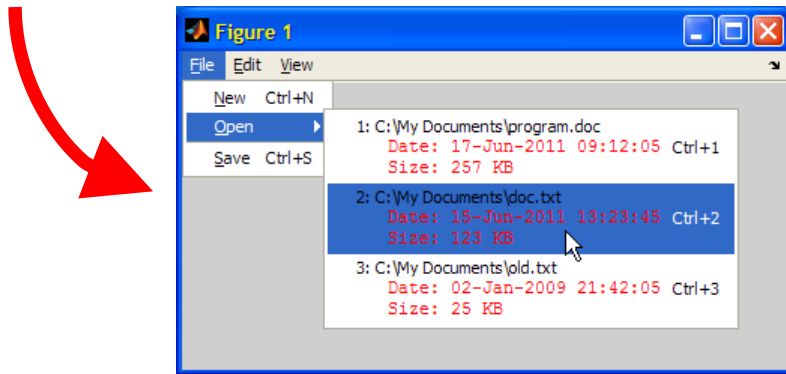 Figure 1
File Edit View
New Ctrl+N
Open
Save Ctrl+S
1: C:\My Documents\program.doc
Date: 17-Jun-2011 09:12:05 Ctrl+1
Size: 257 KB
2: C:\My Documents\doc.txt
Date: 15-Jun-2011 13:23:45 Ctrl+2
Size: 123 KB
3: C:\My Documents\old.txt
Date: 02-Jan-2009 21:42:05 Ctrl+3
Size: 25 KB